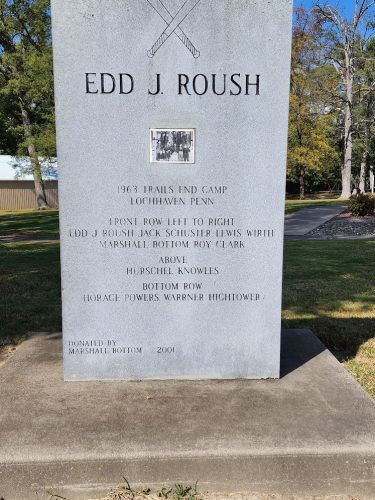 EDD J. ROUSH
1963 TRAILS END CAMP
LOCHHAVEN PENN
FRONT ROW LEFT TO RIGHT
EDD J ROUSH JACK SCHUSTER LEWIS WIRTH
MARSHALL BOTTOM ROY CLARK
ABOVE
HURSCHEL KNOWLES
BOTTOM ROW
HORACE POWERS WARRNER HIGHTOWER
DONATED BY
MARSHALL BOTTOM 2001